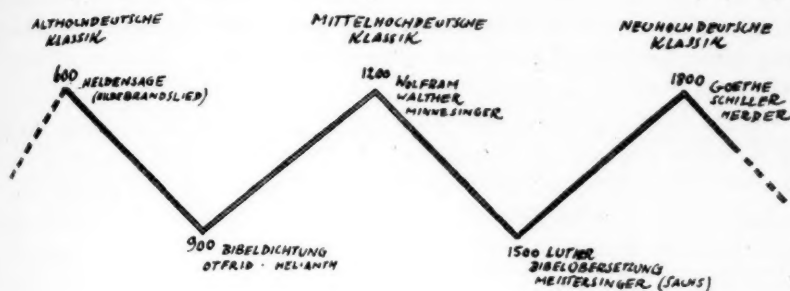 ALTHOCHDEUTSCHE
KLASSIK
600
HELDENSAGE
(HILDEBRANDSLIED)
MITTELHOCHDEUTSCHE
KLASSIK
1200
WOLFRAM
WALTHER
MINNESINGER
NEUHOCHDEUTSCHE
KLASSIK
1800
GOETHE
SCHILLER
HERDER
900 BIBELDICHTUNG
OTFRID · HELIANTH
1500 LUTHER
BIBELÜBERSETZUNG
MEISTERSINGER (SACHS)